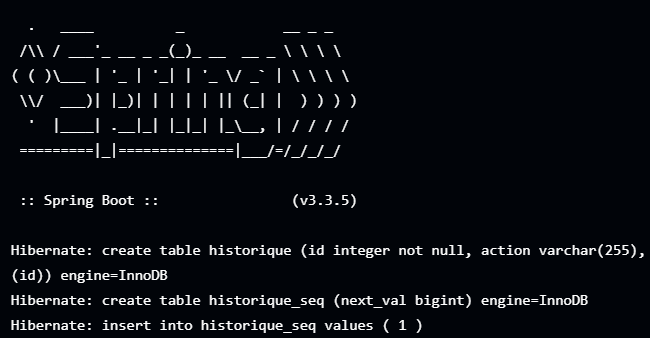 .   ____          _            __ _ _
 /\\ / ___'_ __ _ _(_)_ __  __ _ \ \ \ \
( ( )\___ | '_ | '_| | '_ \/ _` | \ \ \ \
 \\/  ___)| |_)| | | | | || (_| |  ) ) ) )
  '  |____| .__|_| |_|_| |_\__, | / / / /
 =========|_|==============|___/=/_/_/_/

 :: Spring Boot ::                (v3.3.5)

Hibernate: create table historique (id integer not null, action varchar(255),
(id)) engine=InnoDB
Hibernate: create table historique_seq (next_val bigint) engine=InnoDB
Hibernate: insert into historique_seq values ( 1 )